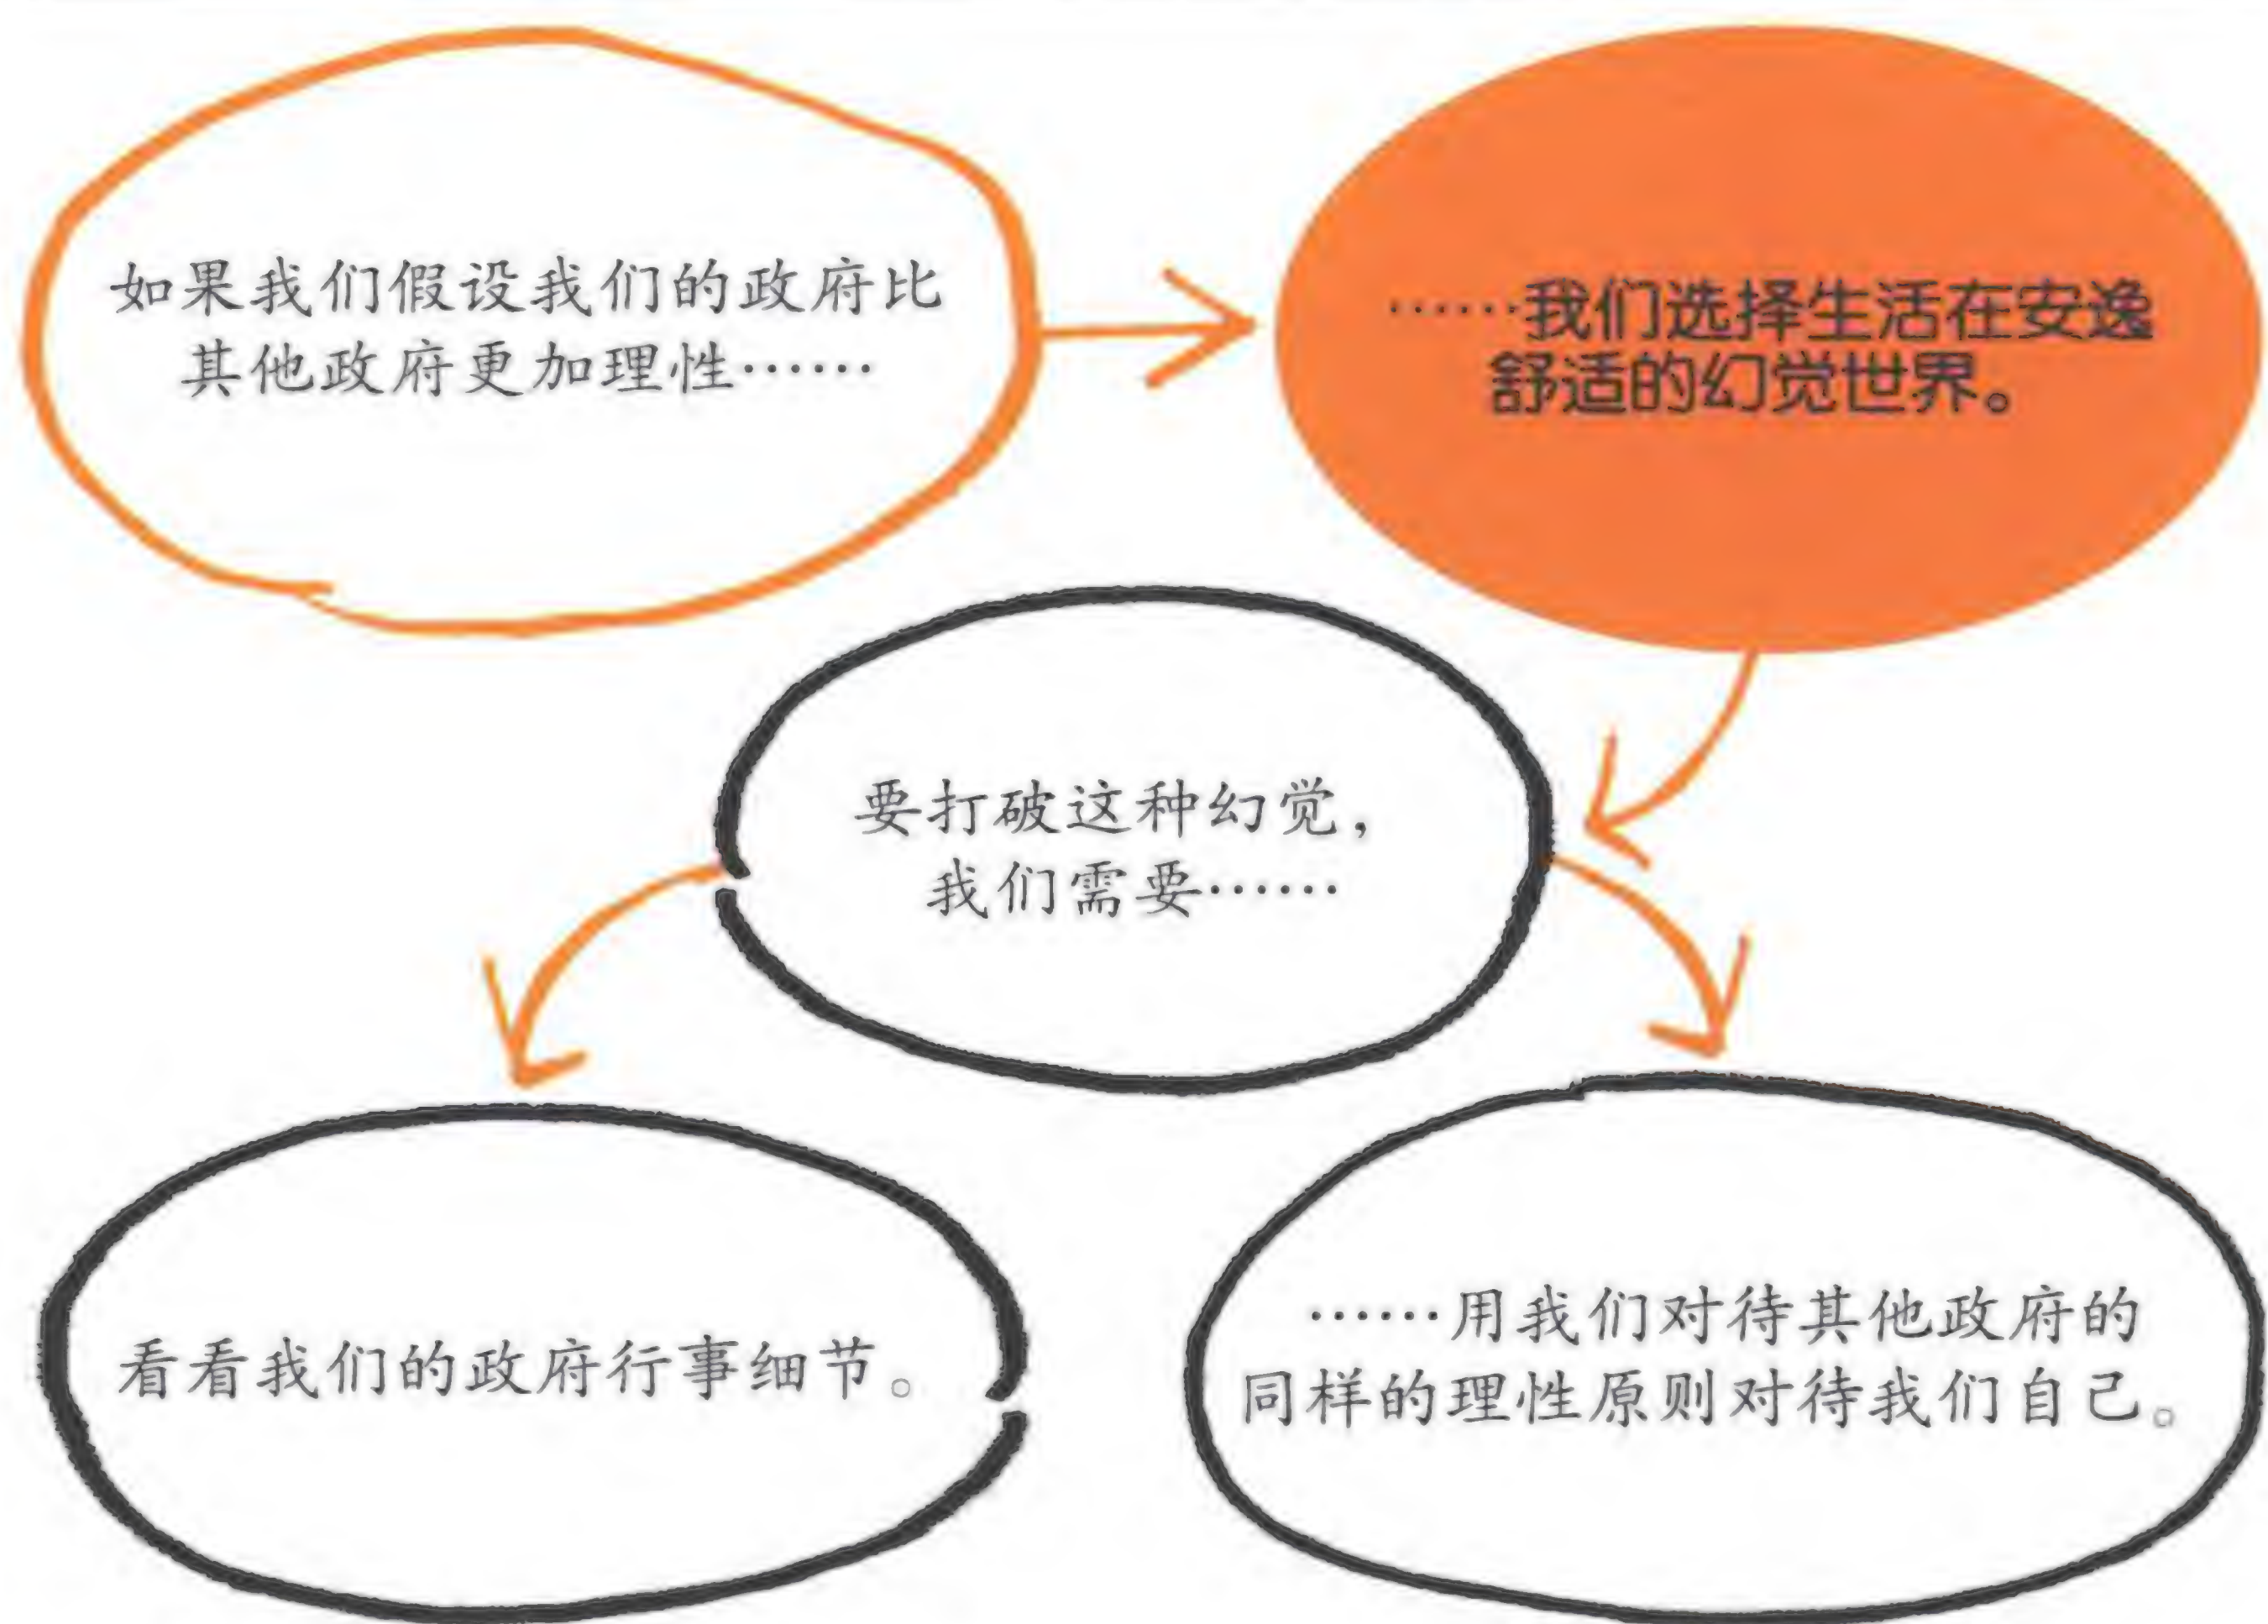 如果我们假设我们的政府比
其他政府更加理性……
……我们选择生活在安逸
舒适的幻觉世界。
要打破这种幻觉，
我们需要……
看看我们的政府行事细节。
……用我们对待其他政府的
同样的理性原则对待我们自己。